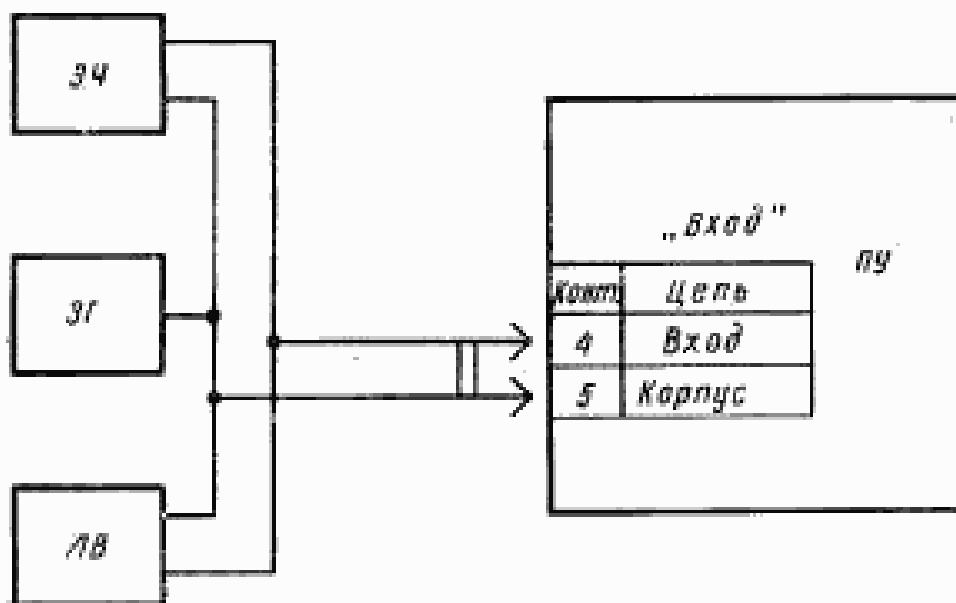 ЭЧ
ЭГ
ЛВ
„Вход"
ПУ
Конт. Цепь
4 Вход
5 Корпус